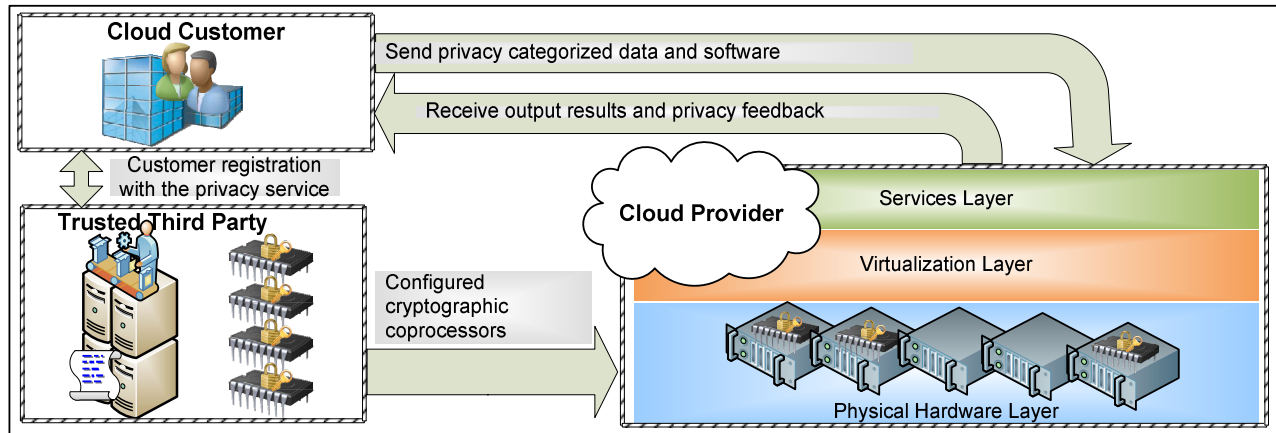 Cloud Customer
Send privacy categorized data and software
Receive output results and privacy feedback
Customer registration
with the privacy service
Trusted Third Party
Configured
cryptographic
coprocessors
Cloud Provider
Services Layer
Virtualization Layer
Physical Hardware Layer